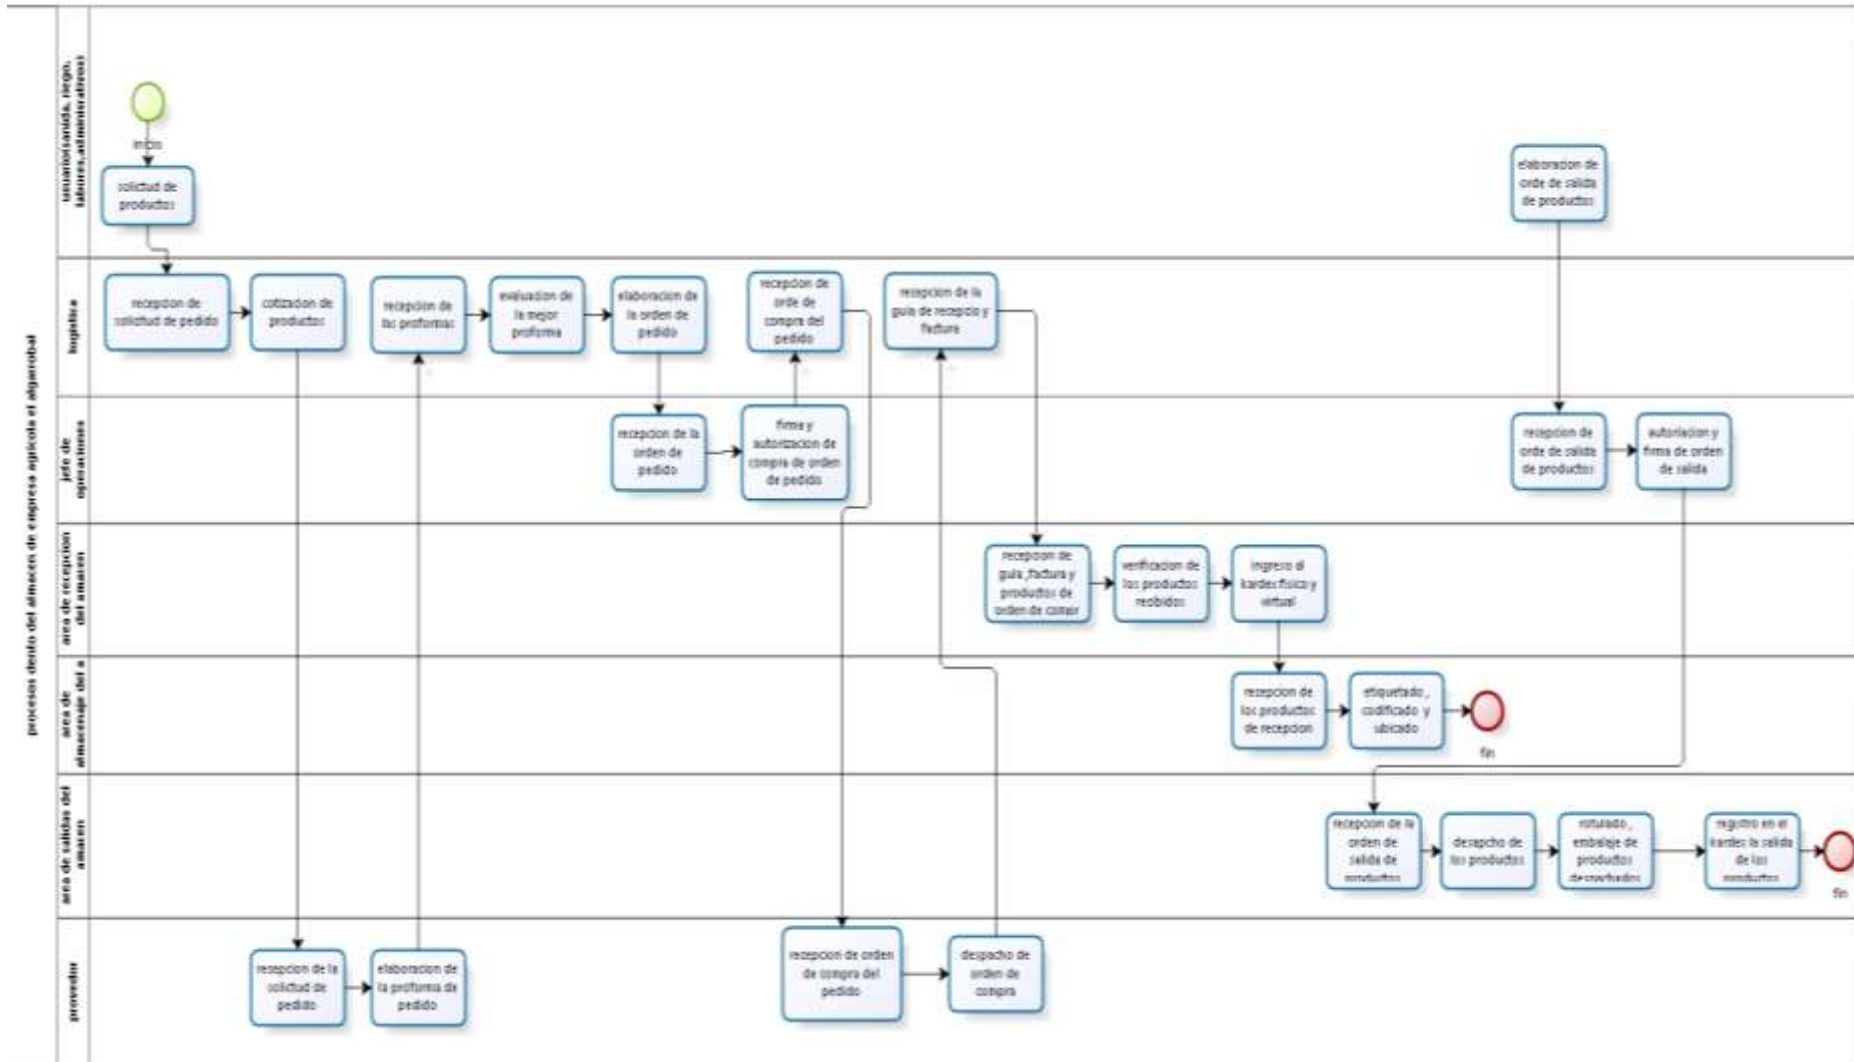 procesos dento del almacen de empresa agricola el algarrobal
usuario(sanida, riego,
labores,administrativos)
inicio
solictud de
productos
elaboracion de
orde de salida
de productos
logistica
recepcion de
solicitud de pedido
cotizacion de
productos
recepcion de
las proformas
evaluacion de
la mejor
proforma
elaboracion de
la orden de
pedido
recepcion de
orde de
compra del
pedido
recepcion de la
guia de recepcio y
factura
jefe de
operaciones
recepcion de la
orden de
pedido
firma y
autorizacion de
compra de orden
de pedido
recepcion de
orde de salida
de productos
autoriacion y
firma de orden
de salida
area de recepcion
del amacen
recepcion de
guia ,factura y
productos de
orden de compr
verificacion de
los productos
recibidos
ingreso al
kardex fisico y
virtual
area de
almacenaje del a
recepcion de
los productos
de recepcion
etiquetado ,
codificado y
ubicado
fin
area de salidas del
amacen
recepcion de la
orden de
salida de
productos
desapcho de
los productos
rotulado ,
embalaje de
productos
despachados
registro en el
kardex la salida
de los
productos
fin
provedor
recepcion de la
solictud de
pedido
elaboracion de
la proforma de
pedido
recepcion de orden
de compra del
pedido
despacho de
orden de
compra